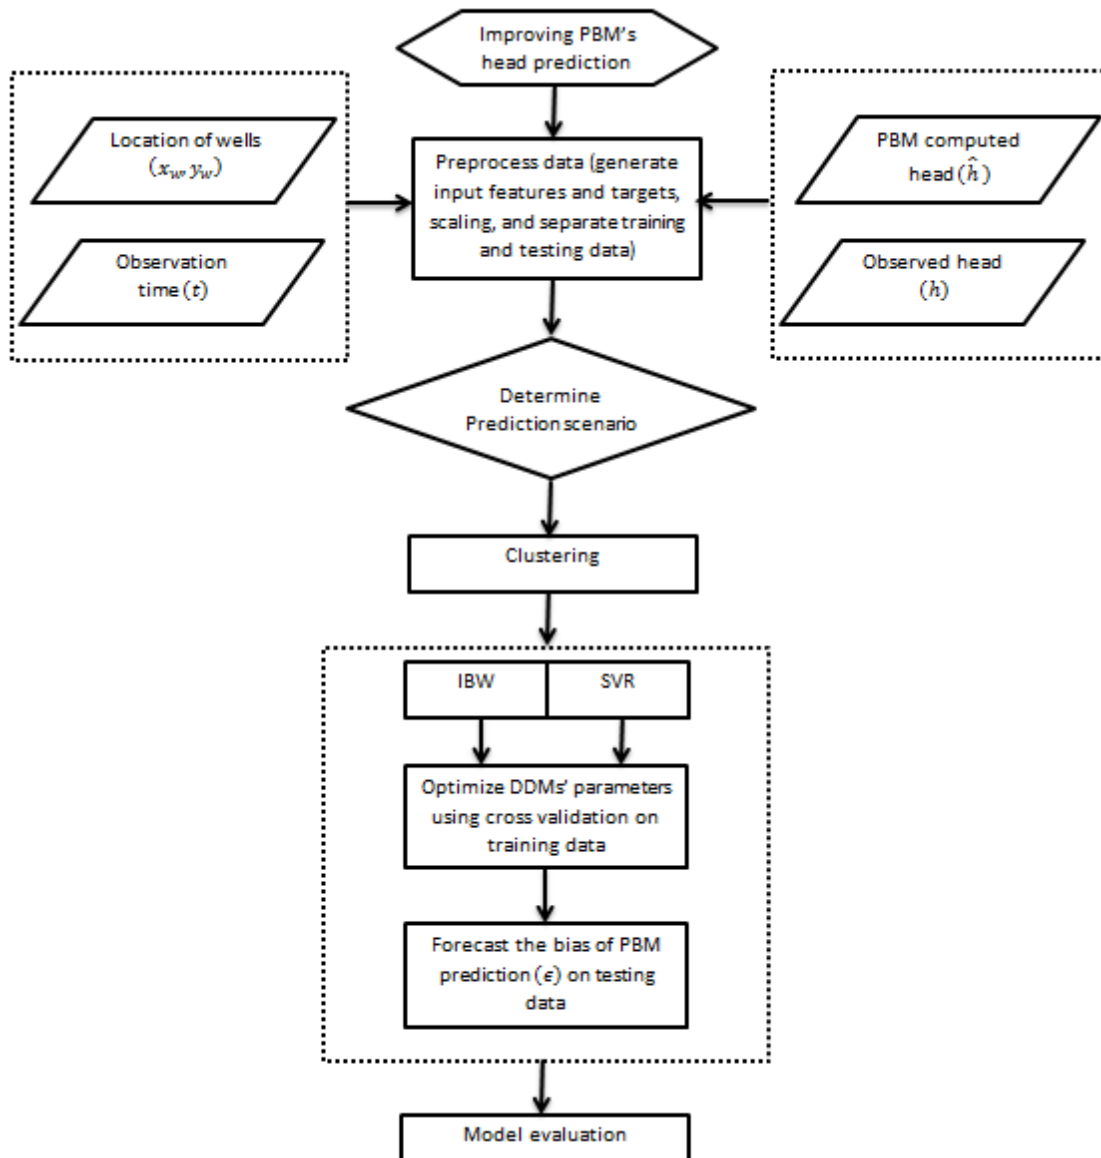 Improving PBM's
head prediction
Location of wells
(x_w, y_w)
Observation
time (t)
Preprocess data (generate
input features and targets,
scaling, and separate training
and testing data)
PBM computed
head (ĥ)
Observed head
(h)
Determine
Prediction scenario
Clustering
IBW
SVR
Optimize DDMs' parameters
using cross validation on
training data
Forecast the bias of PBM
prediction (ϵ) on testing
data
Model evaluation